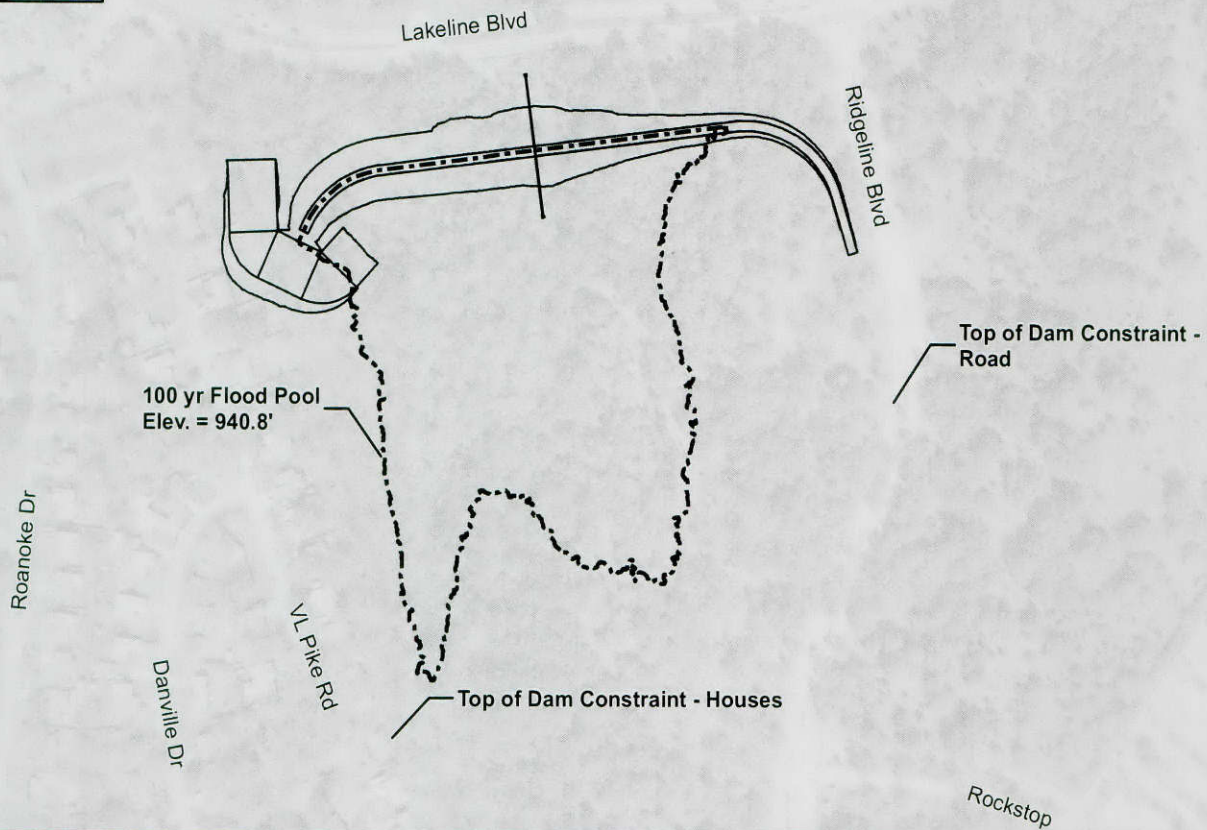 Lakeline Blvd
Ridgeline Blvd
Top of Dam Constraint -
Road
100 yr Flood Pool
Elev. = 940.8'
Roanoke Dr
VL Pike Rd
Danville Dr
Top of Dam Constraint - Houses
Rockstop